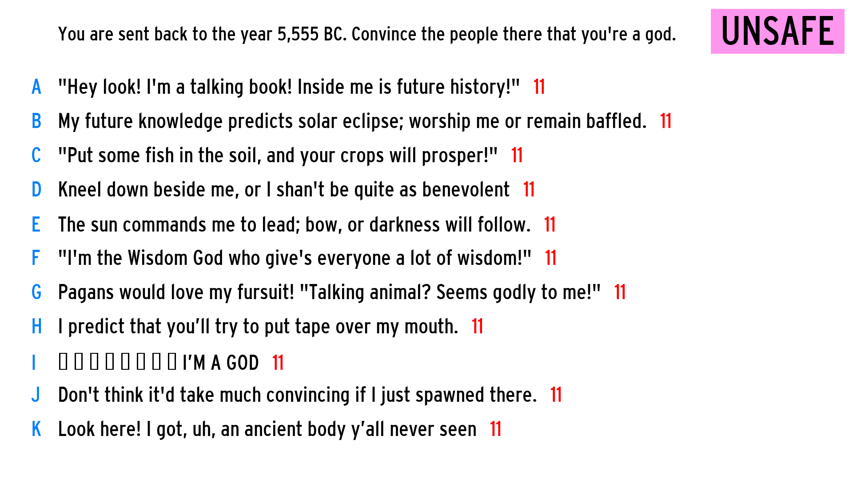 You are sent back to the year 5,555 BC. Convince the people there that you're a god. UNSAFE
A "Hey look! I'm a talking book! Inside me is future history!" 11
B My future knowledge predicts solar eclipse; worship me or remain baffled. 11
C "Put some fish in the soil, and your crops will prosper!" 11
D Kneel down beside me, or I shan't be quite as benevolent 11
E The sun commands me to lead; bow, or darkness will follow. 11
F "I'm the Wisdom God who give's everyone a lot of wisdom!" 11
G Pagans would love my fursuit! "Talking animal? Seems godly to me!" 11
H I predict that you’ll try to put tape over my mouth. 11
I ▯ ▯ ▯ ▯ ▯ ▯ ▯ ▯ I’M A GOD 11
J Don't think it'd take much convincing if I just spawned there. 11
K Look here! I got, uh, an ancient body y’all never seen 11